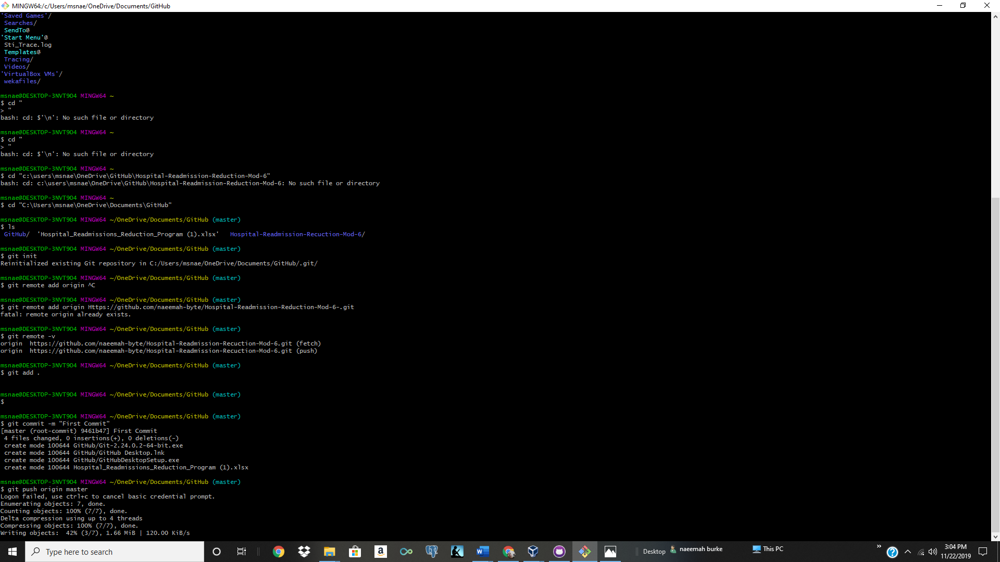 MINGW64:/c/Users/msnae/OneDrive/Documents/GitHub
'Saved Games'/
Searches/
SendTo@
'Start Menu'@
Sti_Trace.log
Templates@
Tracing/
Videos/
'VirtualBox VMs'/
wekafiles/
msnae@DESKTOP-3NVT9O4 MINGW64 ~
$ cd "
> "
bash: cd: $'\n': No such file or directory
msnae@DESKTOP-3NVT9O4 MINGW64 ~
$ cd "
> "
bash: cd: $'\n': No such file or directory
msnae@DESKTOP-3NVT9O4 MINGW64 ~
$ cd "c:\users\msnae\OneDrive\GitHub\Hospital-Readmission-Reduction-Mod-6"
bash: cd: c:\users\msnae\OneDrive\GitHub\Hospital-Readmission-Reduction-Mod-6: No such file or directory
msnae@DESKTOP-3NVT9O4 MINGW64 ~
$ cd "C:\Users\msnae\OneDrive\Documents\GitHub"
msnae@DESKTOP-3NVT9O4 MINGW64 ~/OneDrive/Documents/GitHub (master)
$ ls
GitHub/ 'Hospital_Readmissions_Reduction_Program (1).xlsx' Hospital-Readmission-Recuction-Mod-6/
msnae@DESKTOP-3NVT9O4 MINGW64 ~/OneDrive/Documents/GitHub (master)
$ git init
Reinitialized existing Git repository in C:/Users/msnae/OneDrive/Documents/GitHub/.git/
msnae@DESKTOP-3NVT9O4 MINGW64 ~/OneDrive/Documents/GitHub (master)
$ git remote add origin ^C
msnae@DESKTOP-3NVT9O4 MINGW64 ~/OneDrive/Documents/GitHub (master)
$ git remote add origin Https://github.com/naeemah-byte/Hospital-Readmission-Reduction-Mod-6-.git
fatal: remote origin already exists.
msnae@DESKTOP-3NVT9O4 MINGW64 ~/OneDrive/Documents/GitHub (master)
$ git remote -v
origin https://github.com/naeemah-byte/Hospital-Readmission-Recuction-Mod-6.git (fetch)
origin https://github.com/naeemah-byte/Hospital-Readmission-Recuction-Mod-6.git (push)
msnae@DESKTOP-3NVT9O4 MINGW64 ~/OneDrive/Documents/GitHub (master)
$ git add .
msnae@DESKTOP-3NVT9O4 MINGW64 ~/OneDrive/Documents/GitHub (master)
$
msnae@DESKTOP-3NVT9O4 MINGW64 ~/OneDrive/Documents/GitHub (master)
$ git commit -m "First Commit"
[master (root-commit) 9461b47] First Commit
4 files changed, 0 insertions(+), 0 deletions(-)
create mode 100644 GitHub/Git-2.24.0.2-64-bit.exe
create mode 100644 GitHub/GitHub Desktop.lnk
create mode 100644 GitHub/GitHubDesktopSetup.exe
create mode 100644 Hospital_Readmissions_Reduction_Program (1).xlsx
msnae@DESKTOP-3NVT9O4 MINGW64 ~/OneDrive/Documents/GitHub (master)
$ git push origin master
Logon failed, use ctrl+c to cancel basic credential prompt.
Enumerating objects: 7, done.
Counting objects: 100% (7/7), done.
Delta compression using up to 4 threads
Compressing objects: 100% (7/7), done.
Writing objects: 42% (3/7), 1.66 MiB | 120.00 KiB/s
Type here to search
Desktop
naeemah burke
This PC
3:04 PM
11/22/2019